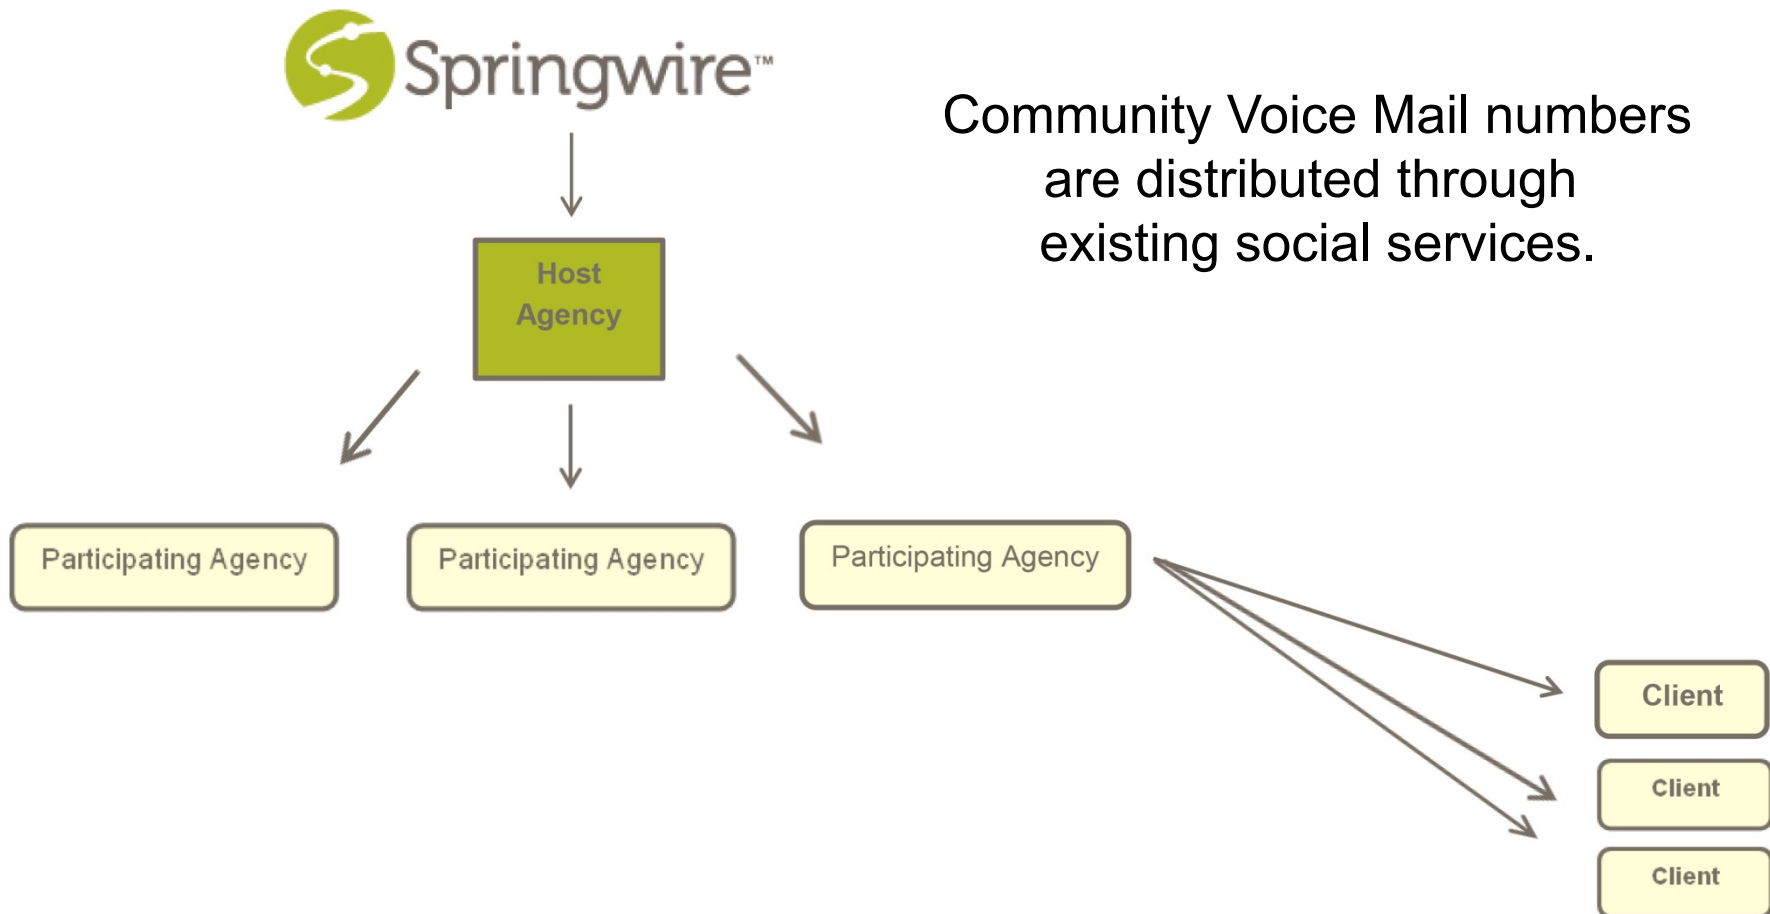 Springwire™
Community Voice Mail numbers
are distributed through
existing social services.
Host
Agency
Participating Agency
Participating Agency
Participating Agency
Client
Client
Client